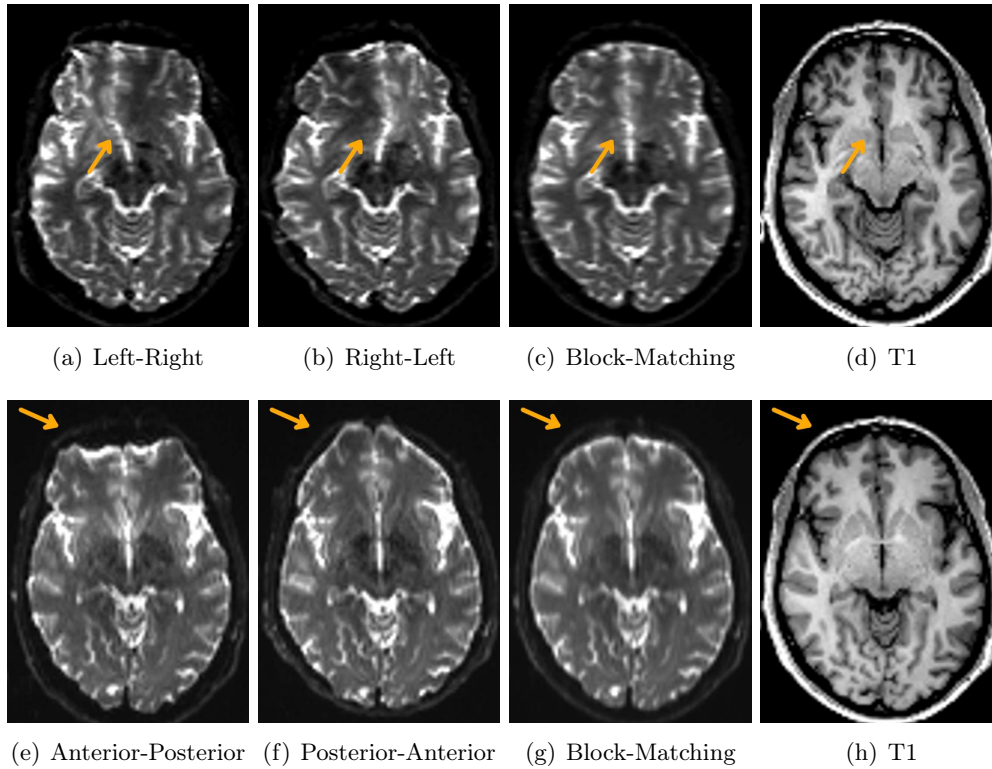 (a) Left-Right
(b) Right-Left
(c) Block-Matching
(d) T1
(e) Anterior-Posterior
(f) Posterior-Anterior
(g) Block-Matching
(h) T1